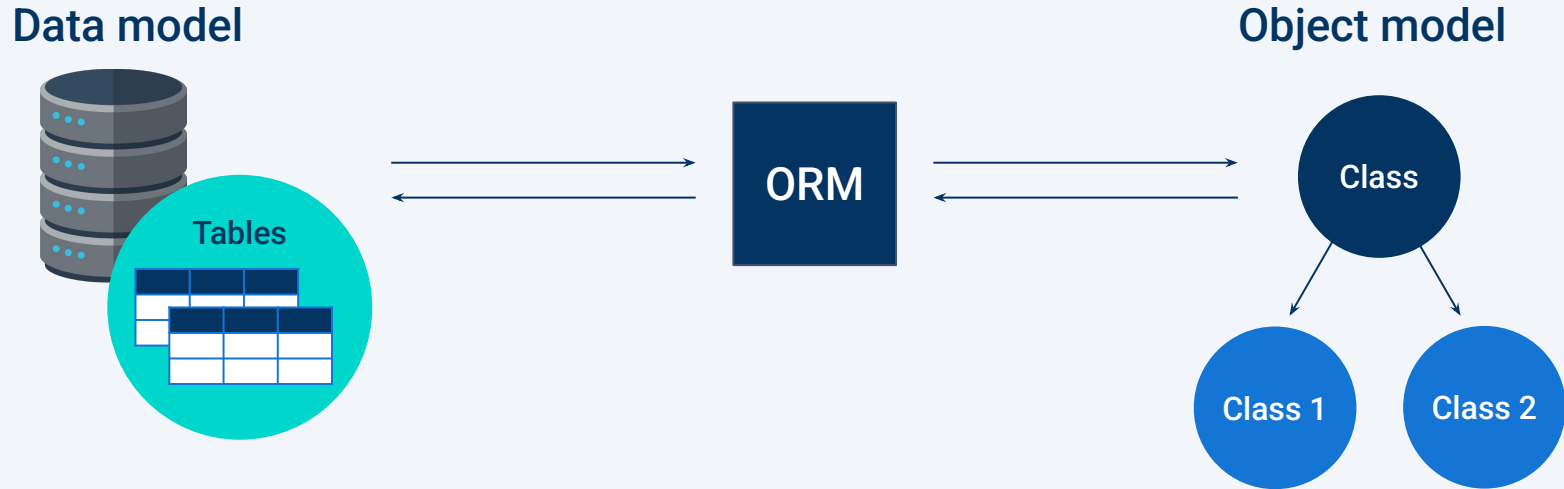 Data model
Object model
Tables
ORM
Class
Class 1
Class 2